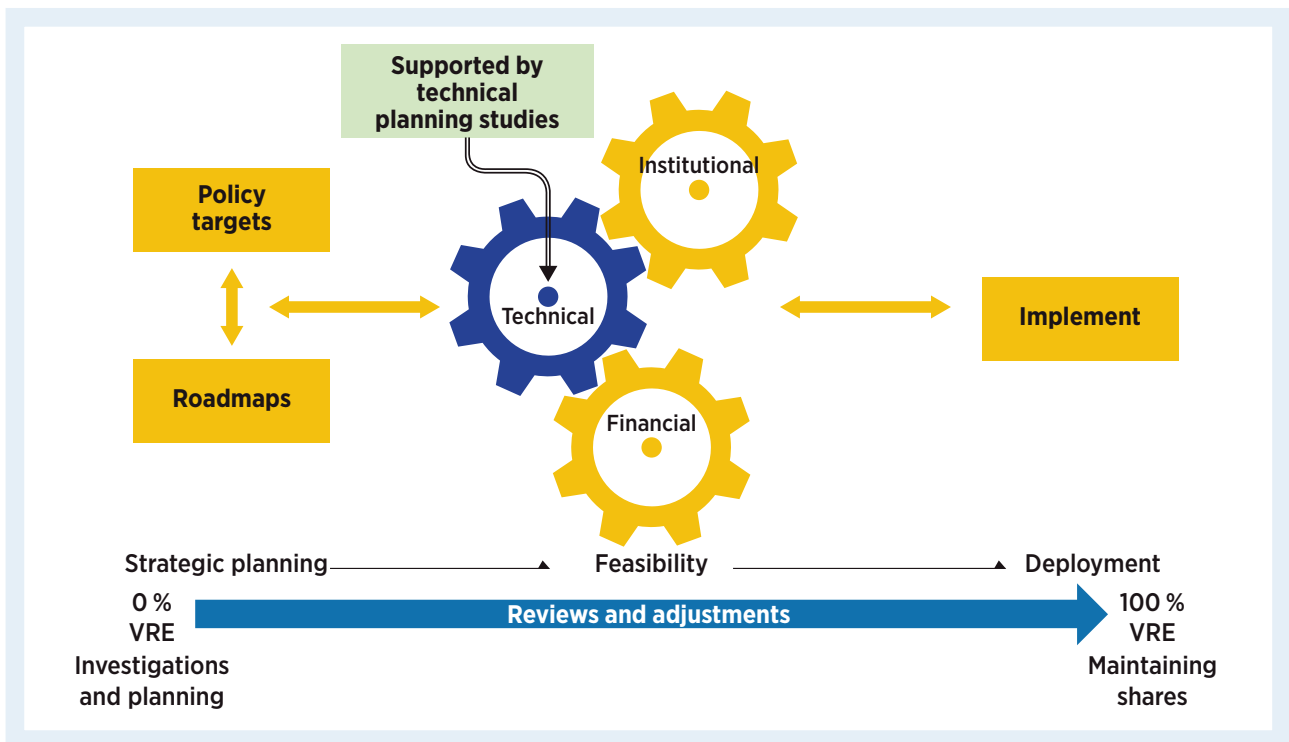 Supported by
technical
planning studies
Institutional
Policy
targets
Technical
Implement
Roadmaps
Financial
Strategic planning
Feasibility
Deployment
0 %
VRE
Reviews and adjustments
100 %
VRE
Investigations
and planning
Maintaining
shares